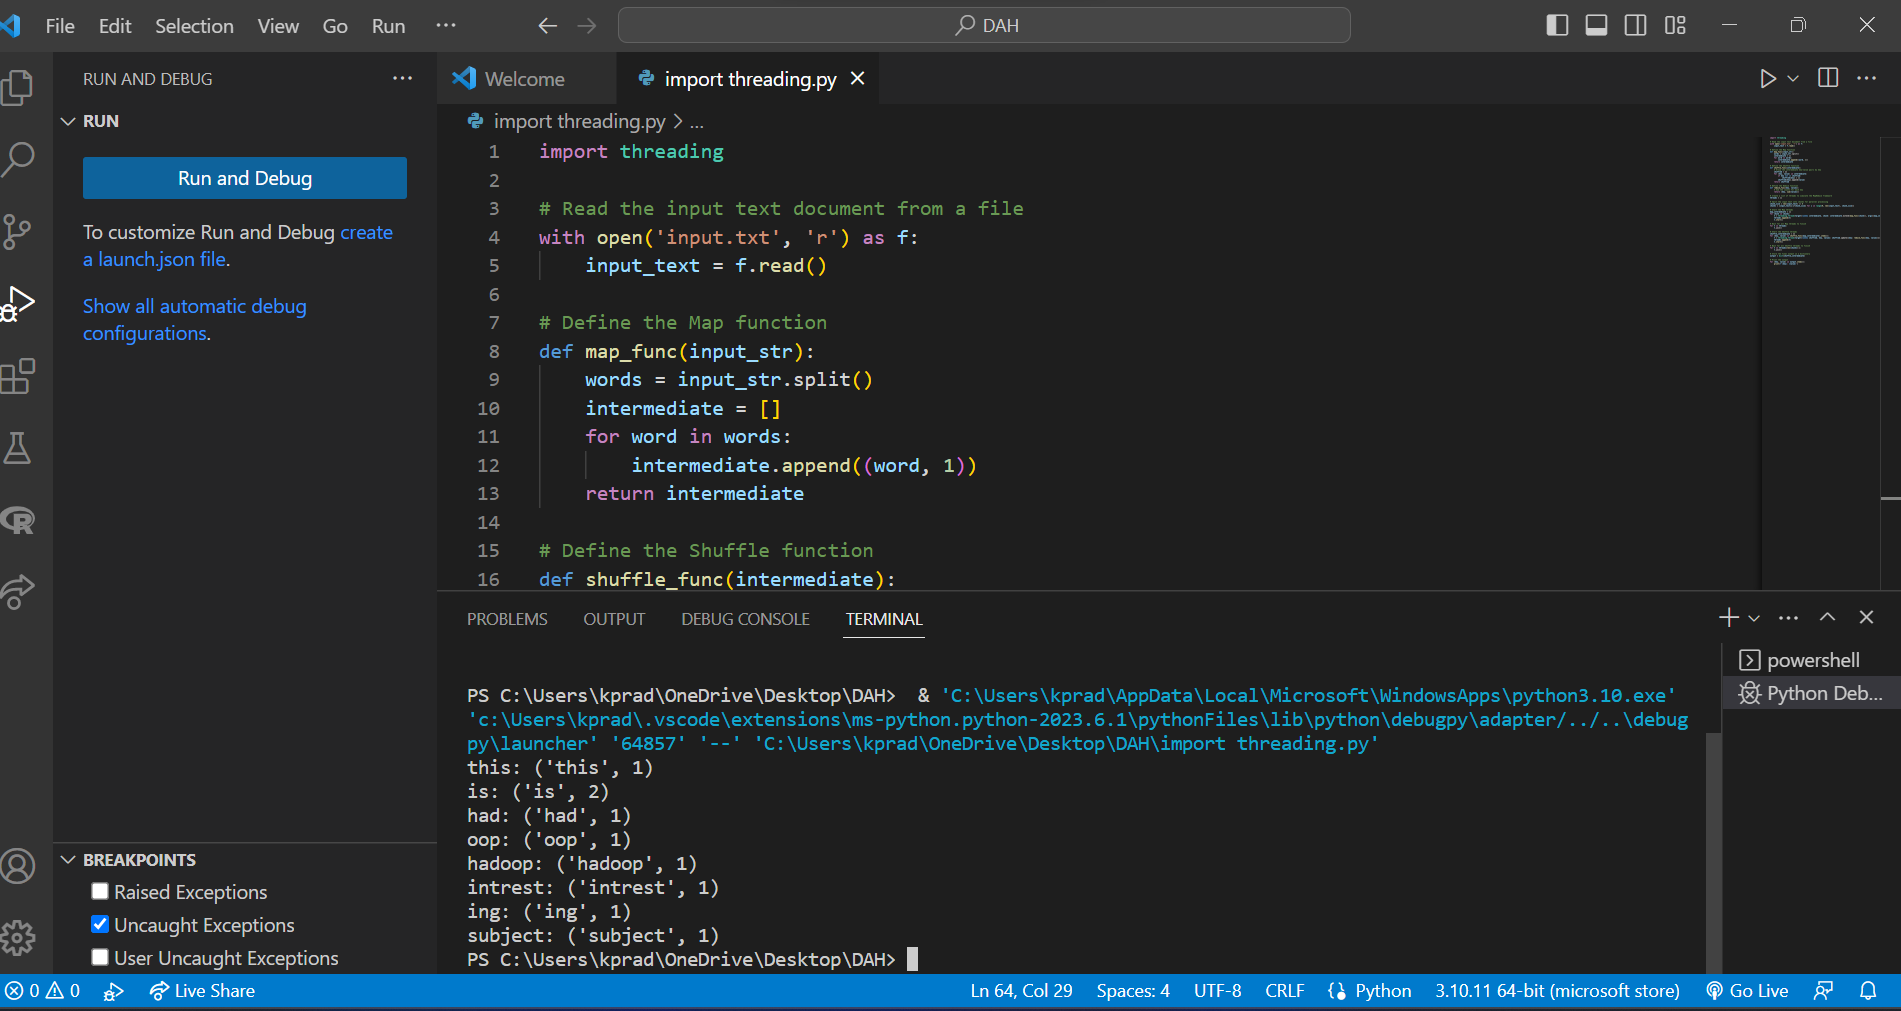 File Edit Selection View Go Run ···
DAH
RUN AND DEBUG ···
RUN
Run and Debug
To customize Run and Debug create
a launch.json file.
Show all automatic debug
configurations.
BREAKPOINTS
Raised Exceptions
Uncaught Exceptions
User Uncaught Exceptions
Welcome
import threading.py
import threading.py > ...
1 import threading
2
3 # Read the input text document from a file
4 with open('input.txt', 'r') as f:
5 input_text = f.read()
6
7 # Define the Map function
8 def map_func(input_str):
9 words = input_str.split()
10 intermediate = []
11 for word in words:
12 intermediate.append((word, 1))
13 return intermediate
14
15 # Define the Shuffle function
16 def shuffle_func(intermediate):
PROBLEMS OUTPUT DEBUG CONSOLE TERMINAL
powershell
Python Deb...
PS C:\Users\kprad\OneDrive\Desktop\DAH>  & 'C:\Users\kprad\AppData\Local\Microsoft\WindowsApps\python3.10.exe'
'c:\Users\kprad\.vscode\extensions\ms-python.python-2023.6.1\pythonFiles\lib\python\debugpy\adapter/../..\debug
py\launcher' '64857' '--' 'C:\Users\kprad\OneDrive\Desktop\DAH\import threading.py'
this: ('this', 1)
is: ('is', 2)
had: ('had', 1)
oop: ('oop', 1)
hadoop: ('hadoop', 1)
intrest: ('intrest', 1)
ing: ('ing', 1)
subject: ('subject', 1)
PS C:\Users\kprad\OneDrive\Desktop\DAH>
0 0 Live Share Ln 64, Col 29 Spaces: 4 UTF-8 CRLF Python 3.10.11 64-bit (microsoft store) Go Live